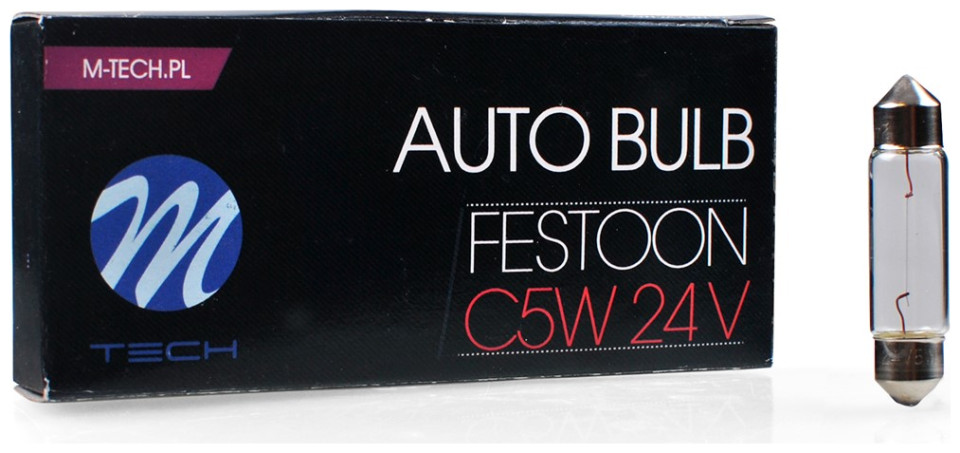 M-TECH.PL
AUTO BULB
M
FESTOON
TECH
C5W 24V